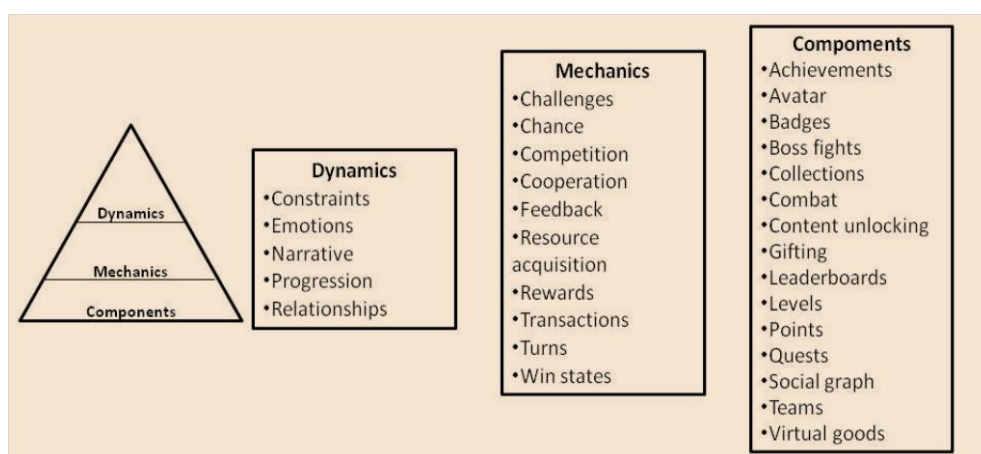 Dynamics
Mechanics
Components
Dynamics
•Constraints
•Emotions
•Narrative
•Progression
•Relationships
Mechanics
•Challenges
•Chance
•Competition
•Cooperation
•Feedback
•Resource
acquisition
•Rewards
•Transactions
•Turns
•Win states
Compoments
•Achievements
•Avatar
•Badges
•Boss fights
•Collections
•Combat
•Content unlocking
•Gifting
•Leaderboards
•Levels
•Points
•Quests
•Social graph
•Teams
•Virtual goods